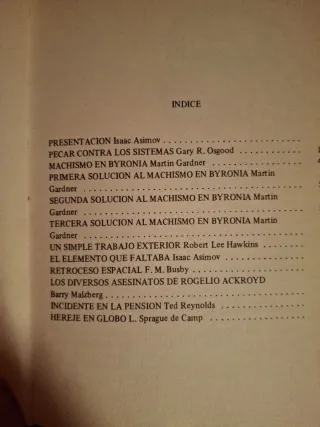 INDICE
PRESENTACION Isaac Asimov . . . . . . . . . . . . . . . . . . . . .
PECAR CONTRA LOS SISTEMAS Gary R. Osgood . . . . . . . . . . .
MACHISMO EN BYRONIA Martin Gardner . . . . . . . . . . . . . . .
PRIMERA SOLUCION AL MACHISMO EN BYRONIA Martin
Gardner . . . . . . . . . . . . . . . . . . . . . . . . . . . .
SEGUNDA SOLUCION AL MACHISMO EN BYRONIA Martin
Gardner . . . . . . . . . . . . . . . . . . . . . . . . . . . .
TERCERA SOLUCION AL MACHISMO EN BYRONIA Martin
Gardner . . . . . . . . . . . . . . . . . . . . . . . . . . . .
UN SIMPLE TRABAJO EXTERIOR Robert Lee Hawkins . . . . . . .
EL ELEMENTO QUE FALTABA Isaac Asimov . . . . . . . . . . . . .
RETROCESO ESPACIAL F. M. Busby . . . . . . . . . . . . . . . . .
LOS DIVERSOS ASESINATOS DE ROGELIO ACKROYD
Barry Malzberg . . . . . . . . . . . . . . . . . . . . . . . . .
INCIDENTE EN LA PENSION Ted Reynolds . . . . . . . . . . . . . .
HEREJE EN GLOBO L. Sprague de Camp . . . . . . . . . . . . . .